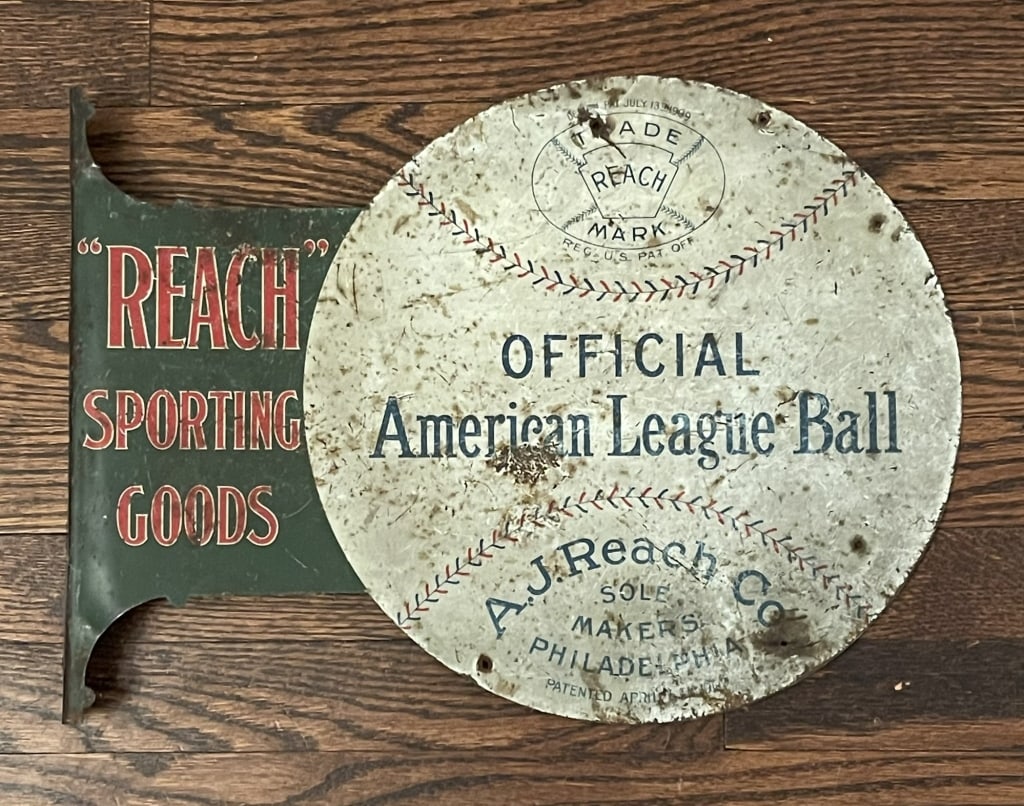 "REACH"
SPORTING
GOODS
PAT JULY 13, 1909
TRADE
REACH
MARK
REG. U.S. PAT. OFF.
OFFICIAL
American League Ball
A.J. Reach Co
SOLE
MAKERS
PHILADELPHIA
PATENTED APRIL